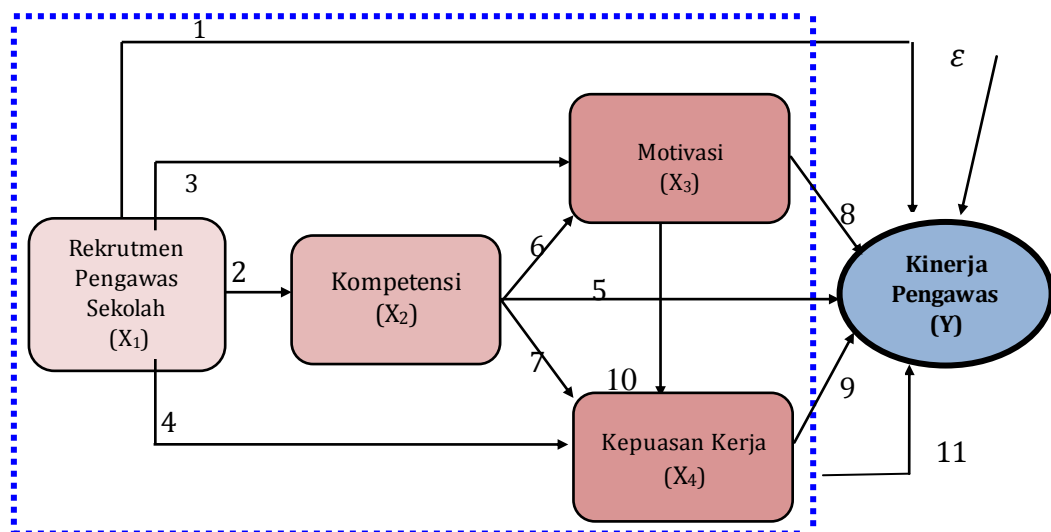 1
ε
Motivasi
(X₃)
3
8
Rekrutmen
Pengawas
Sekolah
(X₁)
2
Kompetensi
(X₂)
6
5
Kinerja
Pengawas
(Y)
7
10
9
4
Kepuasan Kerja
(X₄)
11